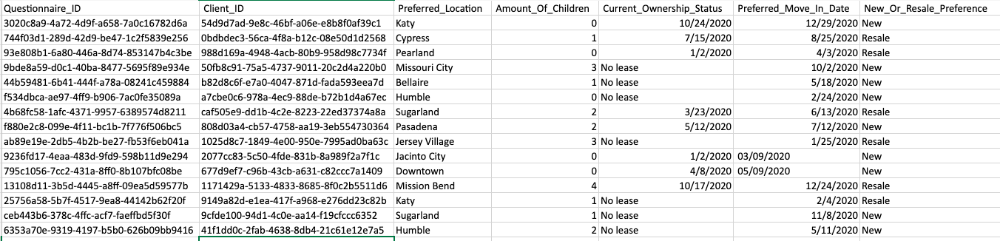 Questionnaire_ID Client_ID Preferred_Location Amount_Of_Children Current_Ownership_Status Preferred_Move_In_Date New_Or_Resale_Preference
3020c8a9-4a72-4d9f-a658-7a0c16782d6a 54d9d7ad-9e8c-46bf-a06e-e8b8f0af39c1 Katy 0 10/24/2020 12/29/2020 New
744f03d1-289d-42d9-be47-1c2f5839e256 0bdbdec3-56ca-4f8a-b12c-08e50d1d2568 Cypress 1 7/15/2020 8/25/2020 Resale
93e808b1-6a80-446a-8d74-853147b4c3be 988d169a-4948-4acb-80b9-958d98c7734f Pearland 0 1/2/2020 4/3/2020 Resale
9bde8a59-d0c1-40ba-8477-5695f89e934e 50fb8c91-75a5-4737-9011-20c2d4a220b0 Missouri City 3 No lease 10/2/2020 New
44b59481-6b41-444f-a78a-08241c459884 b82d8c6f-e7a0-4047-871d-fada593eea7d Bellaire 1 No lease 5/18/2020 New
f534dbca-ae97-4ff9-b906-7ac0fe35089a a7cbe0c6-978a-4ec9-88de-b72b1d4a67ec Humble 0 No lease 2/24/2020 New
4b68fc58-1afc-4371-9957-6389574d8211 caf505e9-dd1b-4c2e-8223-22ed37374a8a Sugarland 2 3/23/2020 6/13/2020 Resale
f880e2c8-099e-4f11-bc1b-7f776f506bc5 808d03a4-cb57-4758-aa19-3eb554730364 Pasadena 2 5/12/2020 7/12/2020 New
ab89e19e-2db5-4b2b-be27-fb53f6eb041a 1025d8c7-1849-4e00-950e-7995ad0ba63c Jersey Village 3 No lease 1/25/2020 Resale
9236fd17-4eaa-483d-9fd9-598b11d9e294 2077cc83-5c50-4fde-831b-8a989f2a7f1c Jacinto City 0 1/2/2020 03/09/2020 New
795c1056-7cc2-431a-8ff0-8b107bfc08be 677d9ef7-c96b-43cb-a631-c82ccc7a1409 Downtown 0 4/8/2020 05/09/2020 New
13108d11-3b5d-4445-a8ff-09ea5d59577b 1171429a-5133-4833-8685-8f0c2b5511d6 Mission Bend 4 10/17/2020 12/24/2020 Resale
25756a58-5b7f-4517-9ea8-44142b62f20f 9149a82d-e1ea-417f-a968-e276dd23c82b Katy 1 No lease 2/4/2020 Resale
ceb443b6-378c-4ffc-acf7-faeffbd5f30f 9cfde100-94d1-4c0e-aa14-f19cfccc6352 Sugarland 1 No lease 11/8/2020 New
6353a70e-9319-4197-b5b0-626b09bb9416 41f1dd0c-2fab-4638-8db4-21c61e12e7a5 Humble 2 No lease 5/11/2020 New